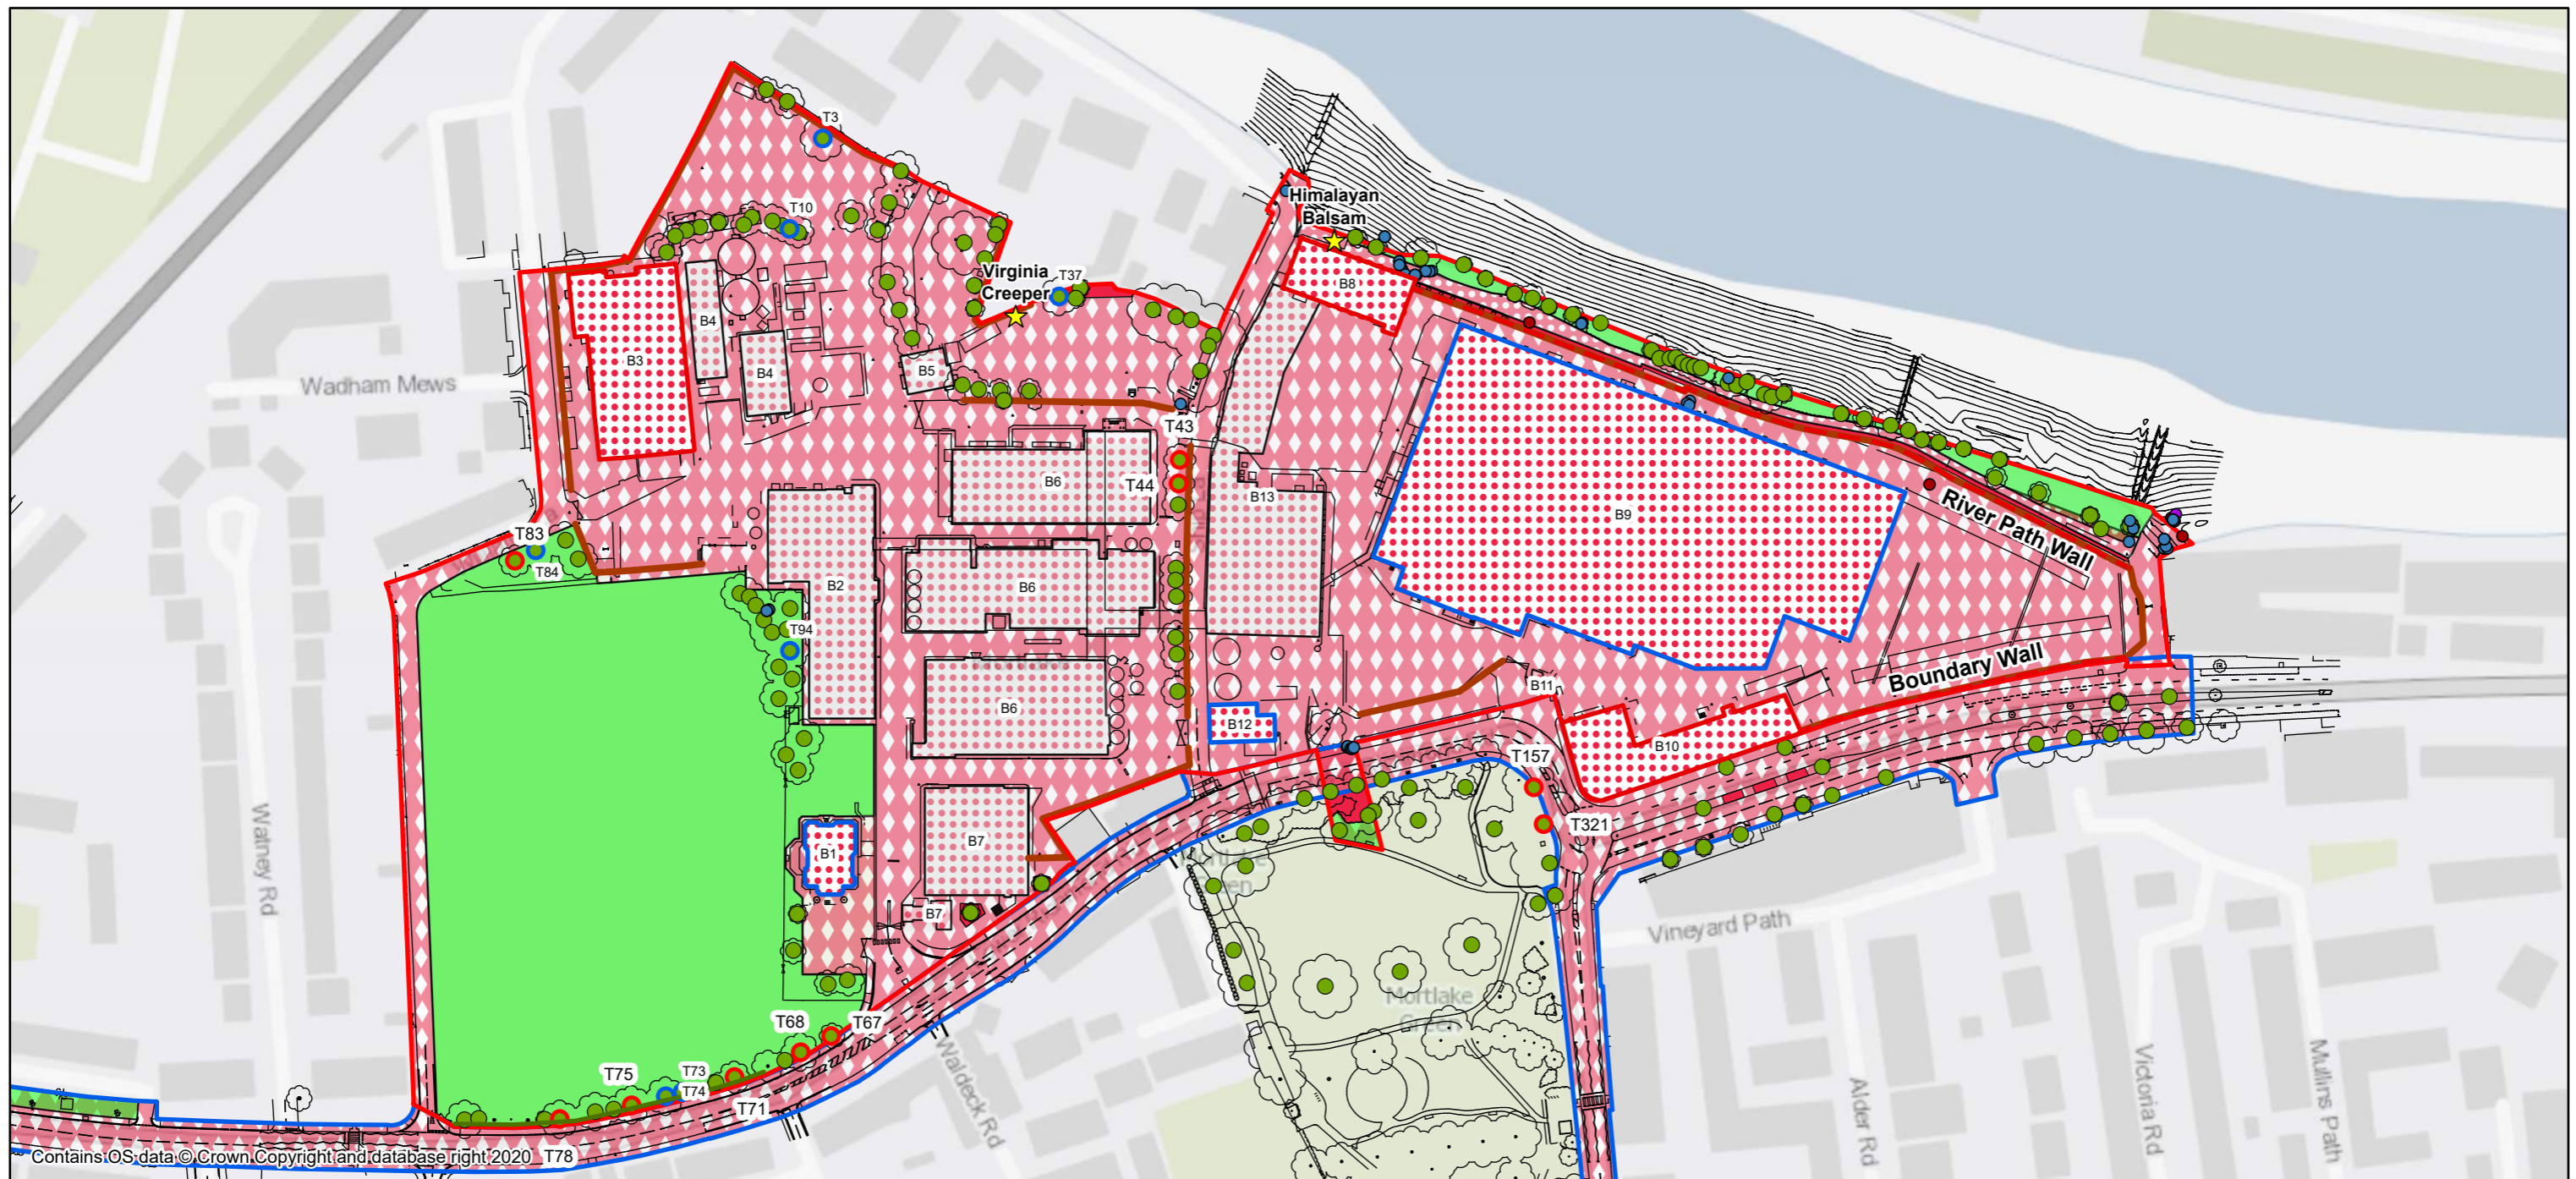 T3
T10
Himalayan
Balsam
Virginia
Creeper
T37
B8
B3
B4
B4
B5
Wadham Mews
T43
B6
T44
B13
B9
River Path Wall
T83
T84
B2
B6
T94
Boundary Wall
B6
B11
B12
B10
T157
T321
B1
B7
B7
Mortlake
Green
Watney Rd
Vineyard Path
Mortlake
Green
T68
T67
T75
T73
T74
T71
Waldeck Rd
Alder Rd
Victoria Rd
Mullins Path
Contains OS data © Crown Copyright and database right 2020
T78